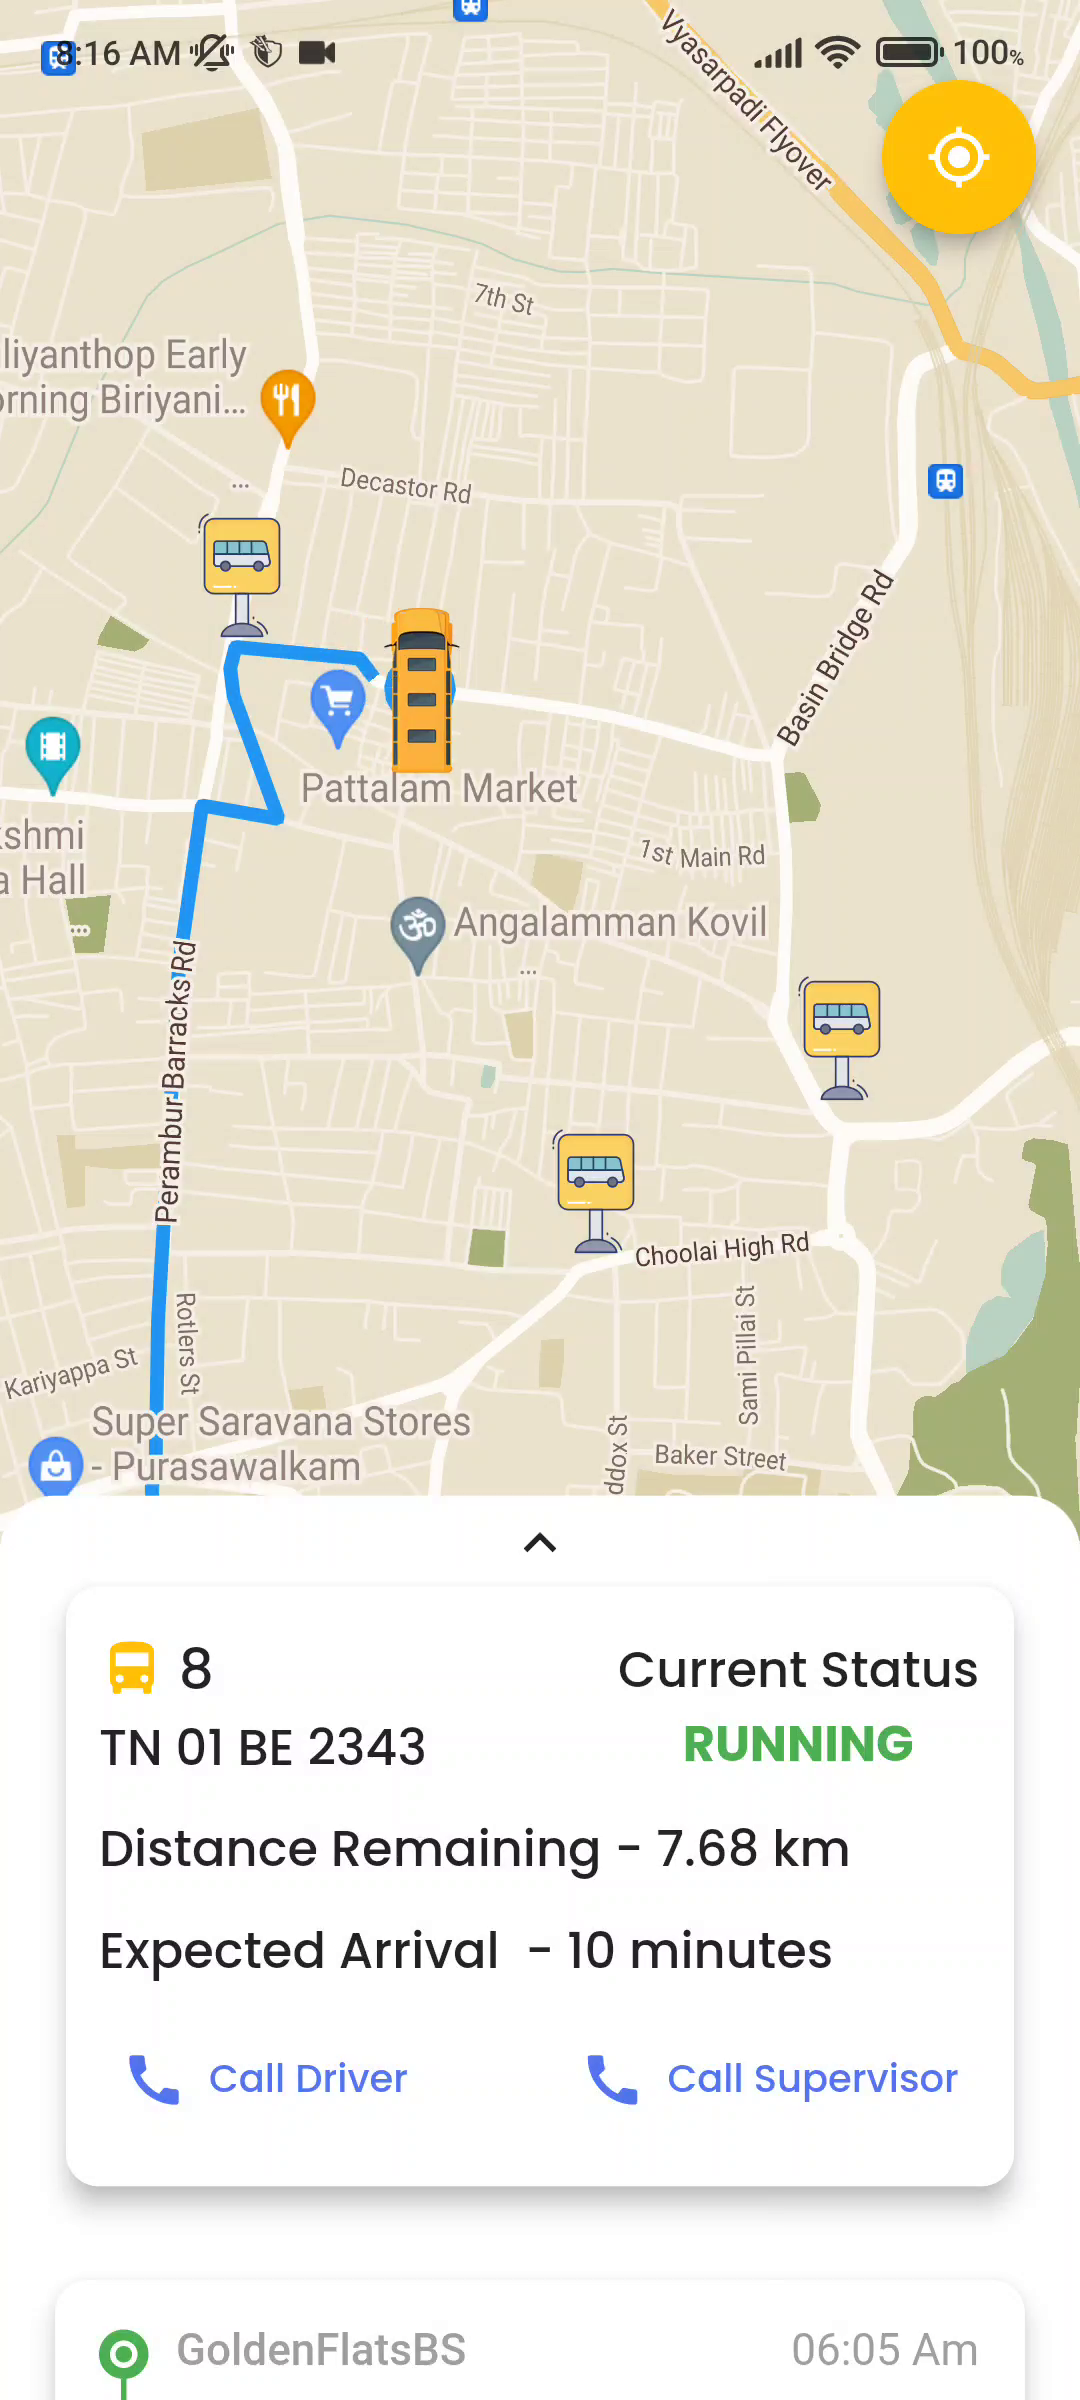 8:16 AM
100%
Vyasarpadi Flyover
7th St
liyanthop Early
orning Biriyani...
...
Decastor Rd
Basin Bridge Rd
Pattalam Market
kshmi
a Hall
1st Main Rd
...
Angalamman Kovil
...
Perambur Barracks Rd
Choolai High Rd
Rotlers St
Sami Pillai St
Kariyappa St
Super Saravana Stores
- Purasawalkam
ddox St
Baker Street
8
Current Status
TN 01 BE 2343
RUNNING
Distance Remaining - 7.68 km
Expected Arrival - 10 minutes
Call Driver
Call Supervisor
GoldenFlatsBS
06:05 Am